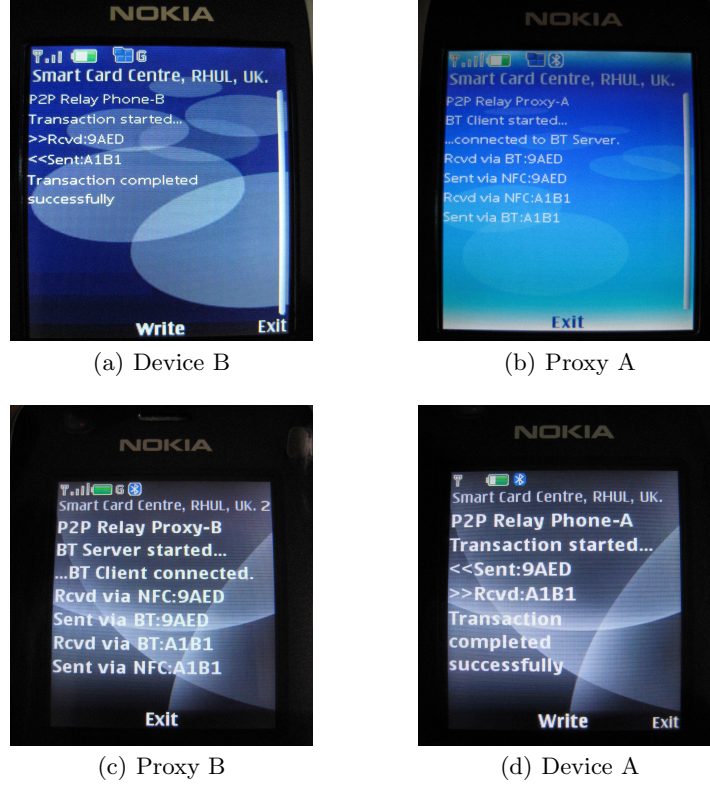 NOKIA
Smart Card Centre, RHUL, UK.
P2P Relay Phone-B
Transaction started...
>>Rcvd:9AED
<<Sent:A1B1
Transaction completed
successfully
Write Exit
(a) Device B
NOKIA
Smart Card Centre, RHUL, UK.
P2P Relay Proxy-A
BT Client started...
...connected to BT Server.
Rcvd via BT:9AED
Sent via NFC:9AED
Rcvd via NFC:A1B1
Sent via BT:A1B1
Exit
(b) Proxy A
NOKIA
G
Smart Card Centre, RHUL, UK. 2
P2P Relay Proxy-B
BT Server started...
...BT Client connected.
Rcvd via NFC:9AED
Sent via BT:9AED
Rcvd via BT:A1B1
Sent via NFC:A1B1
Exit
(c) Proxy B
NOKIA
Smart Card Centre, RHUL, UK.
P2P Relay Phone-A
Transaction started...
<<Sent:9AED
>>Rcvd:A1B1
Transaction
completed
successfully
Write Exit
(d) Device A